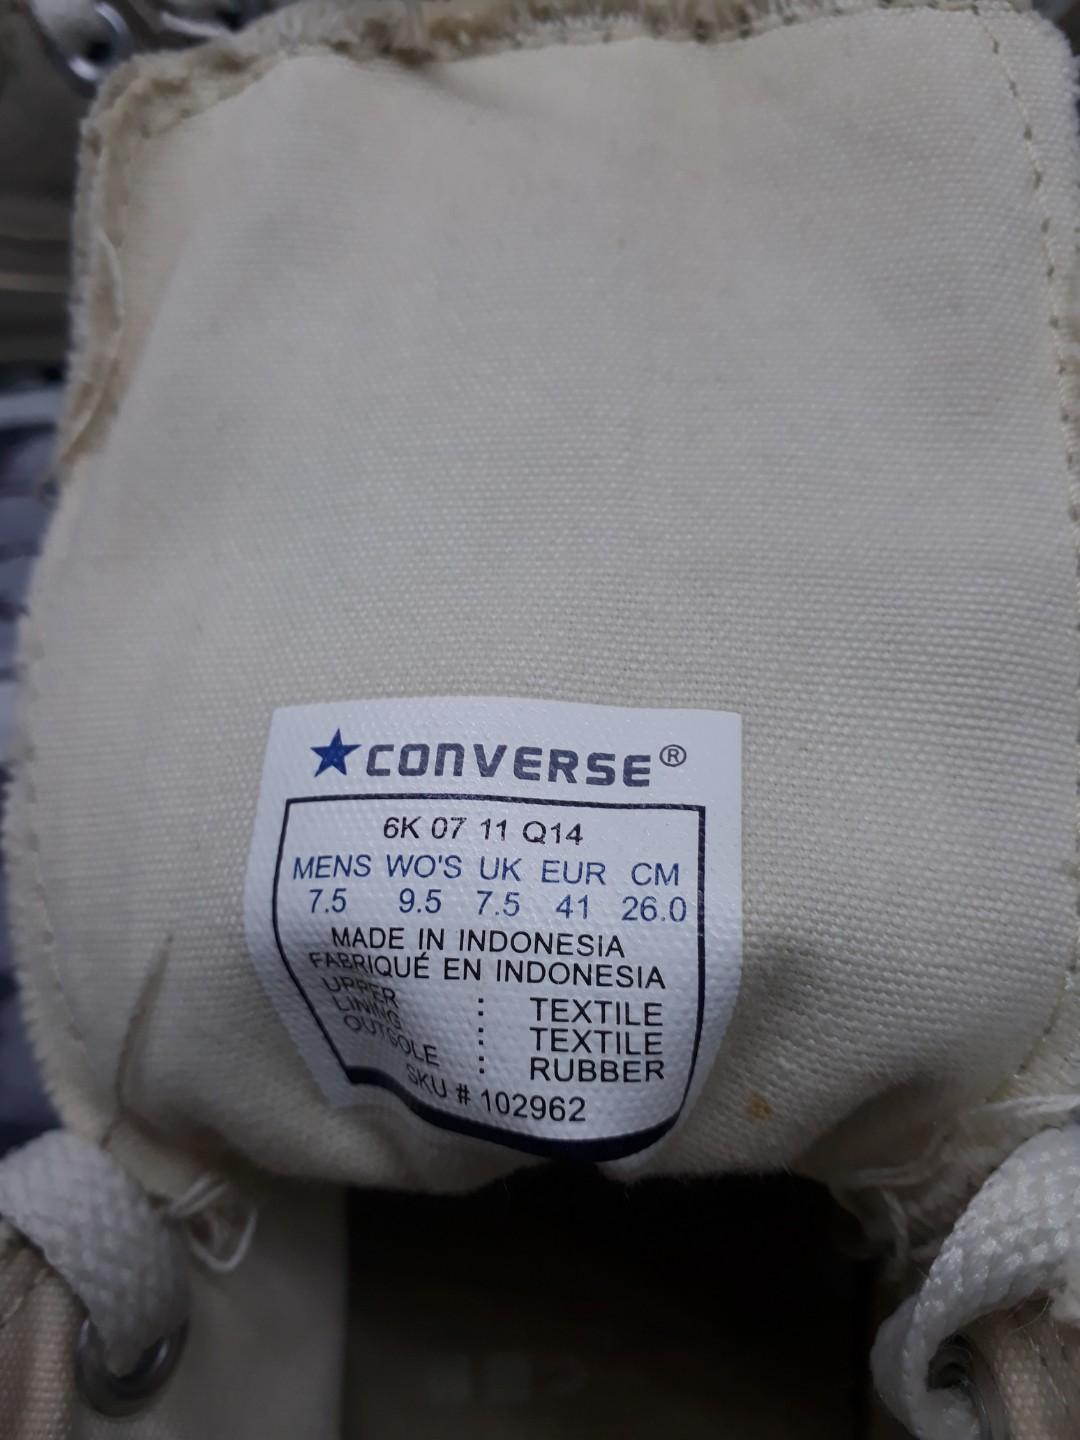 ★CONVERSE®
6K 07 11 Q14
MENS WO'S UK EUR CM
7.5 9.5 7.5 41 26.0
MADE IN INDONESIA
FABRIQUÉ EN INDONESIA
UPPER : TEXTILE
LINING : TEXTILE
OUTSOLE : RUBBER
SKU # 102962